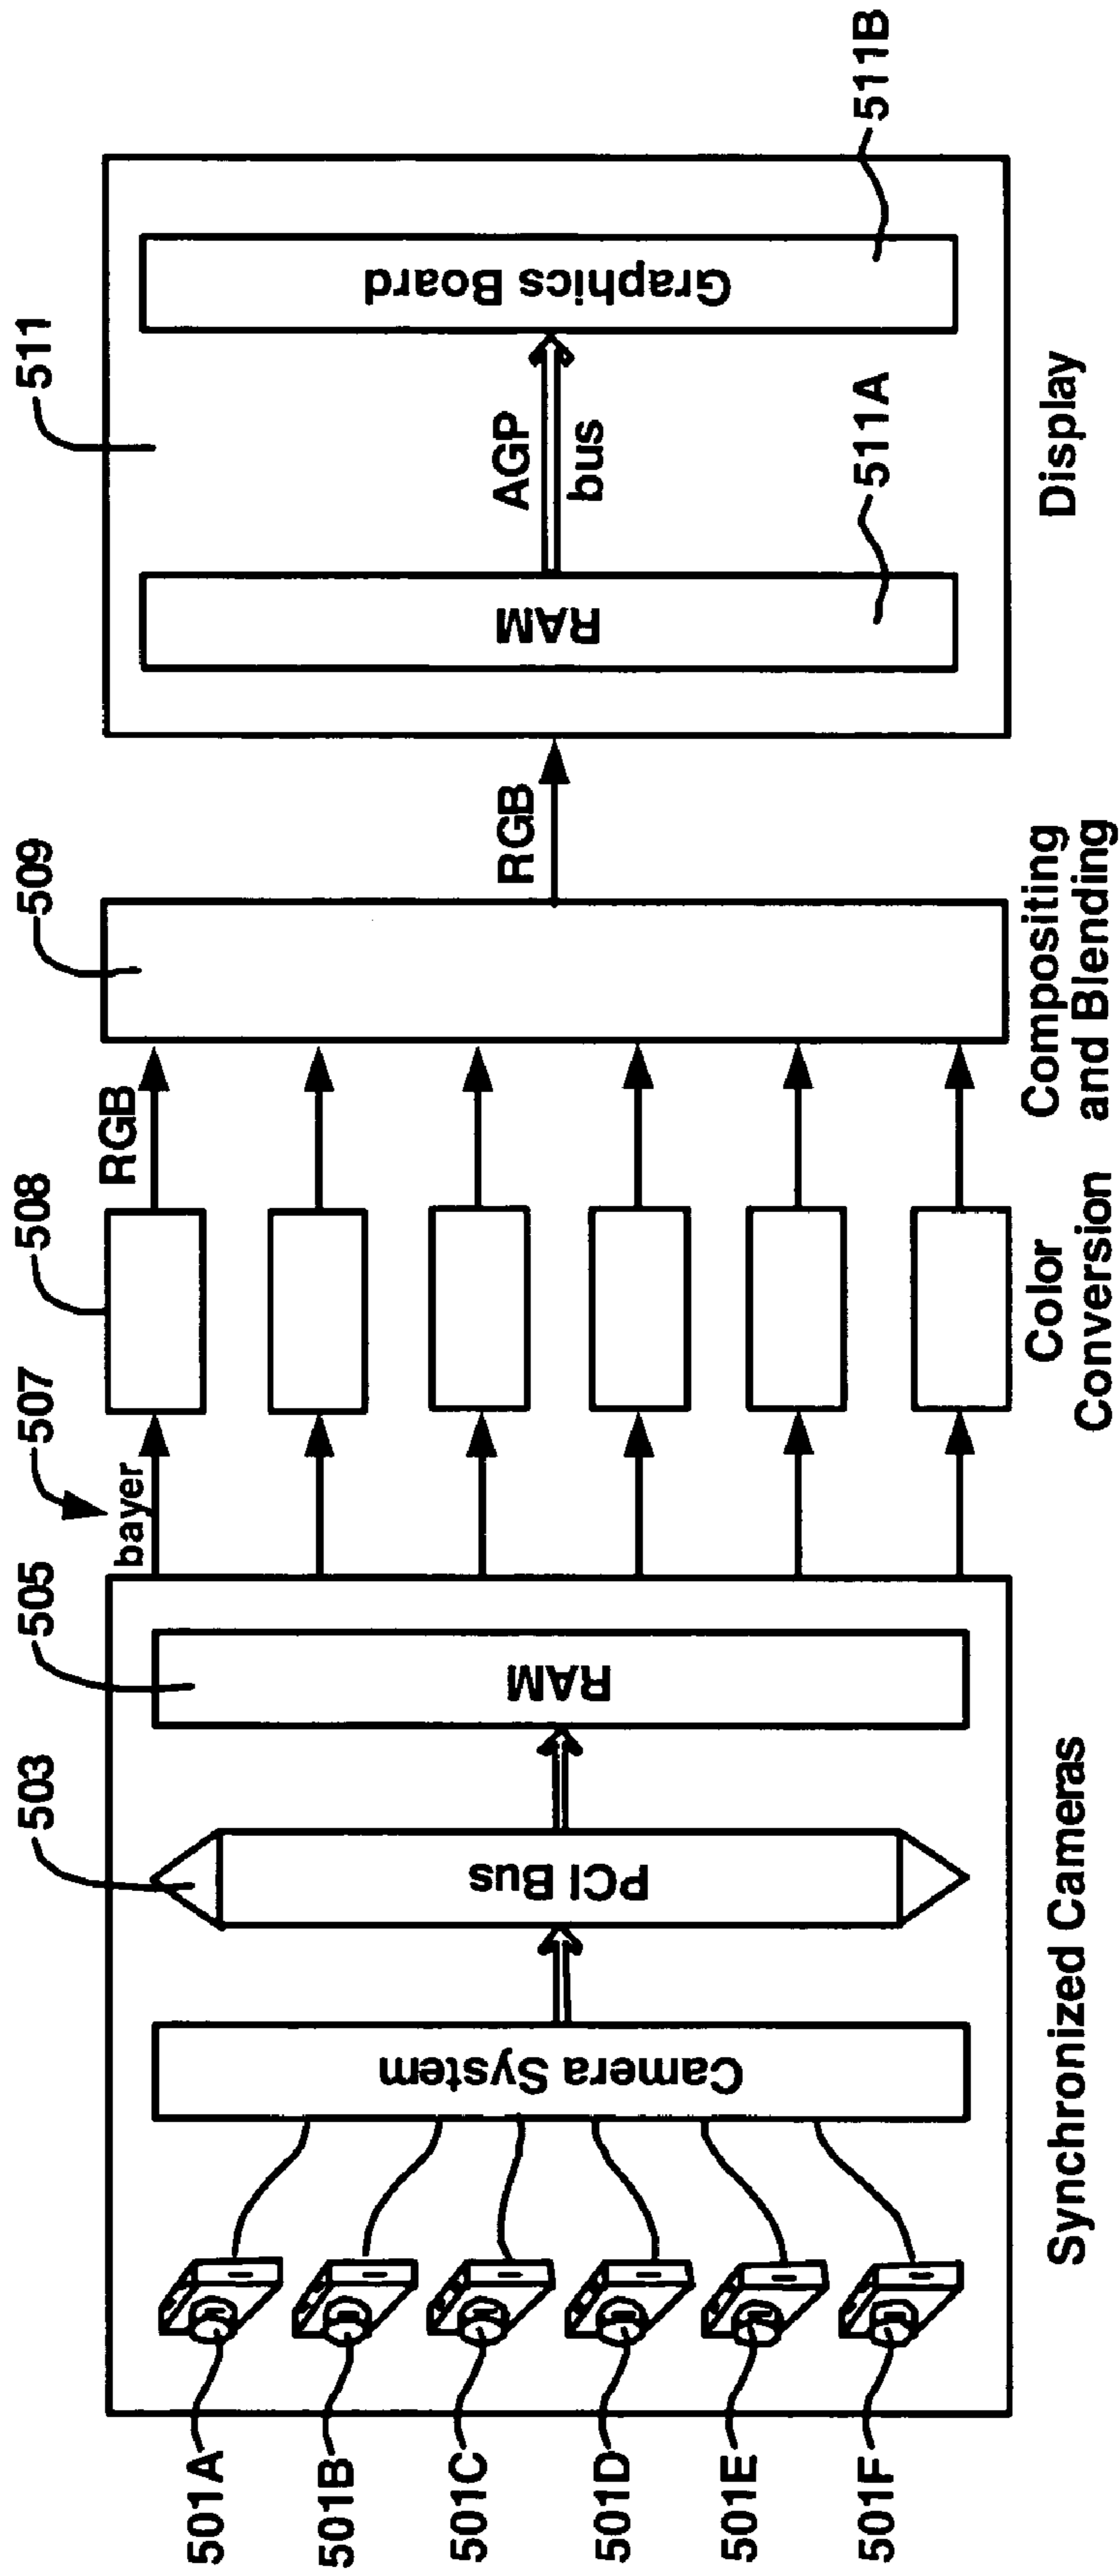 501A
501B
501C
501D
501E
501F
Camera System
503
PCI Bus
505
RAM
Synchronized Cameras
507
bayer
508
Color
Conversion
RGB
509
Compositing
and Blending
RGB
511
RAM
511A
AGP
bus
Graphics Board
511B
Display